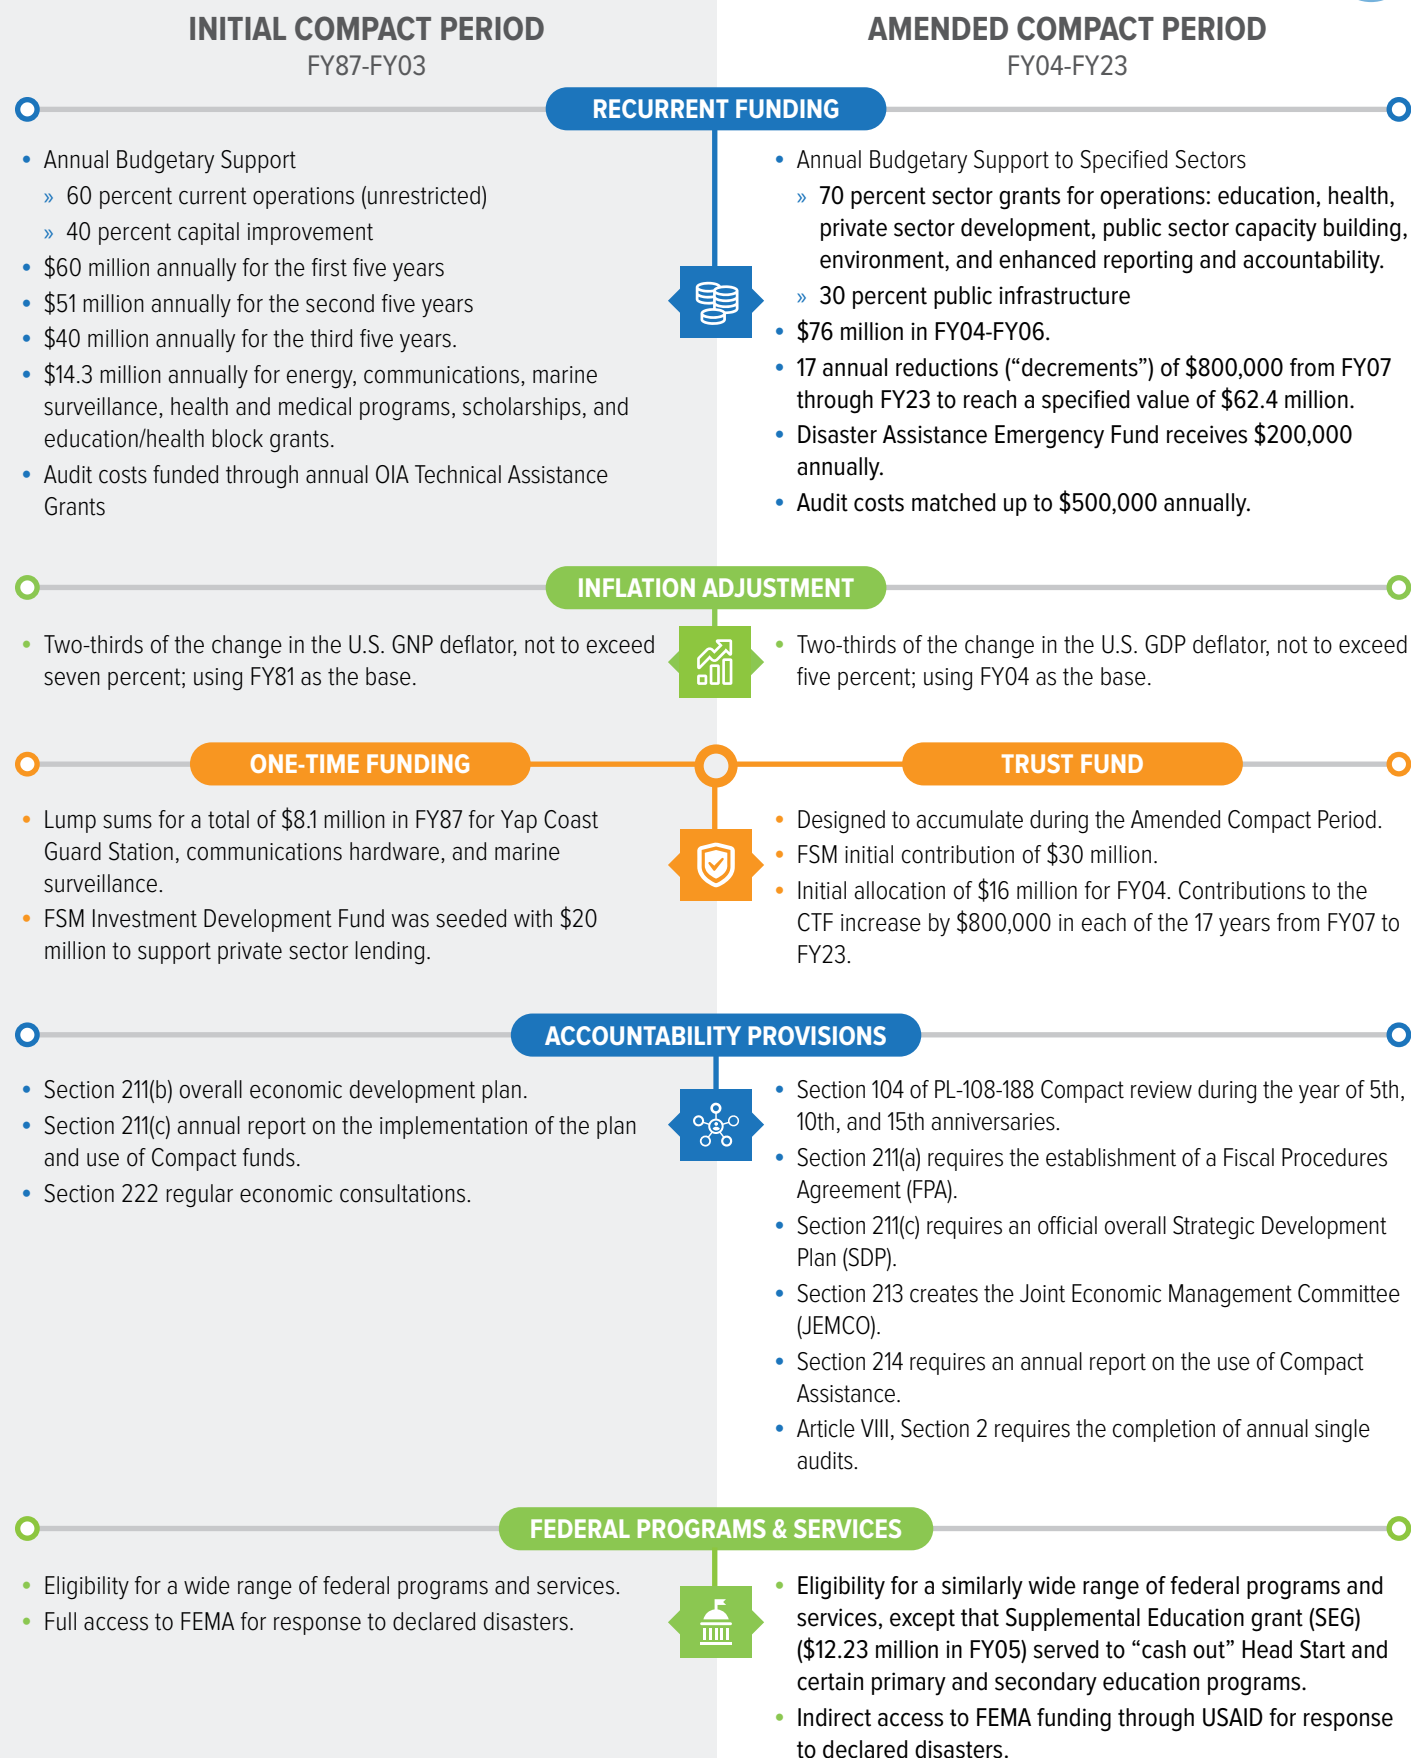 INITIAL COMPACT PERIOD
FY87-FY03
AMENDED COMPACT PERIOD
FY04-FY23
RECURRENT FUNDING
• Annual Budgetary Support
» 60 percent current operations (unrestricted)
» 40 percent capital improvement
• $60 million annually for the first five years
• $51 million annually for the second five years
• $40 million annually for the third five years.
• $14.3 million annually for energy, communications, marine
surveillance, health and medical programs, scholarships, and
education/health block grants.
• Audit costs funded through annual OIA Technical Assistance
Grants
• Annual Budgetary Support to Specified Sectors
» 70 percent sector grants for operations: education, health,
private sector development, public sector capacity building,
environment, and enhanced reporting and accountability.
» 30 percent public infrastructure
• $76 million in FY04-FY06.
• 17 annual reductions (“decrements”) of $800,000 from FY07
through FY23 to reach a specified value of $62.4 million.
• Disaster Assistance Emergency Fund receives $200,000
annually.
• Audit costs matched up to $500,000 annually.
INFLATION ADJUSTMENT
• Two-thirds of the change in the U.S. GNP deflator, not to exceed
seven percent; using FY81 as the base.
• Two-thirds of the change in the U.S. GDP deflator, not to exceed
five percent; using FY04 as the base.
ONE-TIME FUNDING
• Lump sums for a total of $8.1 million in FY87 for Yap Coast
Guard Station, communications hardware, and marine
surveillance.
• FSM Investment Development Fund was seeded with $20
million to support private sector lending.
TRUST FUND
• Designed to accumulate during the Amended Compact Period.
• FSM initial contribution of $30 million.
• Initial allocation of $16 million for FY04. Contributions to the
CTF increase by $800,000 in each of the 17 years from FY07 to
FY23.
ACCOUNTABILITY PROVISIONS
• Section 211(b) overall economic development plan.
• Section 211(c) annual report on the implementation of the plan
and use of Compact funds.
• Section 222 regular economic consultations.
• Section 104 of PL-108-188 Compact review during the year of 5th,
10th, and 15th anniversaries.
• Section 211(a) requires the establishment of a Fiscal Procedures
Agreement (FPA).
• Section 211(c) requires an official overall Strategic Development
Plan (SDP).
• Section 213 creates the Joint Economic Management Committee
(JEMCO).
• Section 214 requires an annual report on the use of Compact
Assistance.
• Article VIII, Section 2 requires the completion of annual single
audits.
FEDERAL PROGRAMS & SERVICES
• Eligibility for a wide range of federal programs and services.
• Full access to FEMA for response to declared disasters.
• Eligibility for a similarly wide range of federal programs and
services, except that Supplemental Education grant (SEG)
($12.23 million in FY05) served to “cash out” Head Start and
certain primary and secondary education programs.
• Indirect access to FEMA funding through USAID for response
to declared disasters.